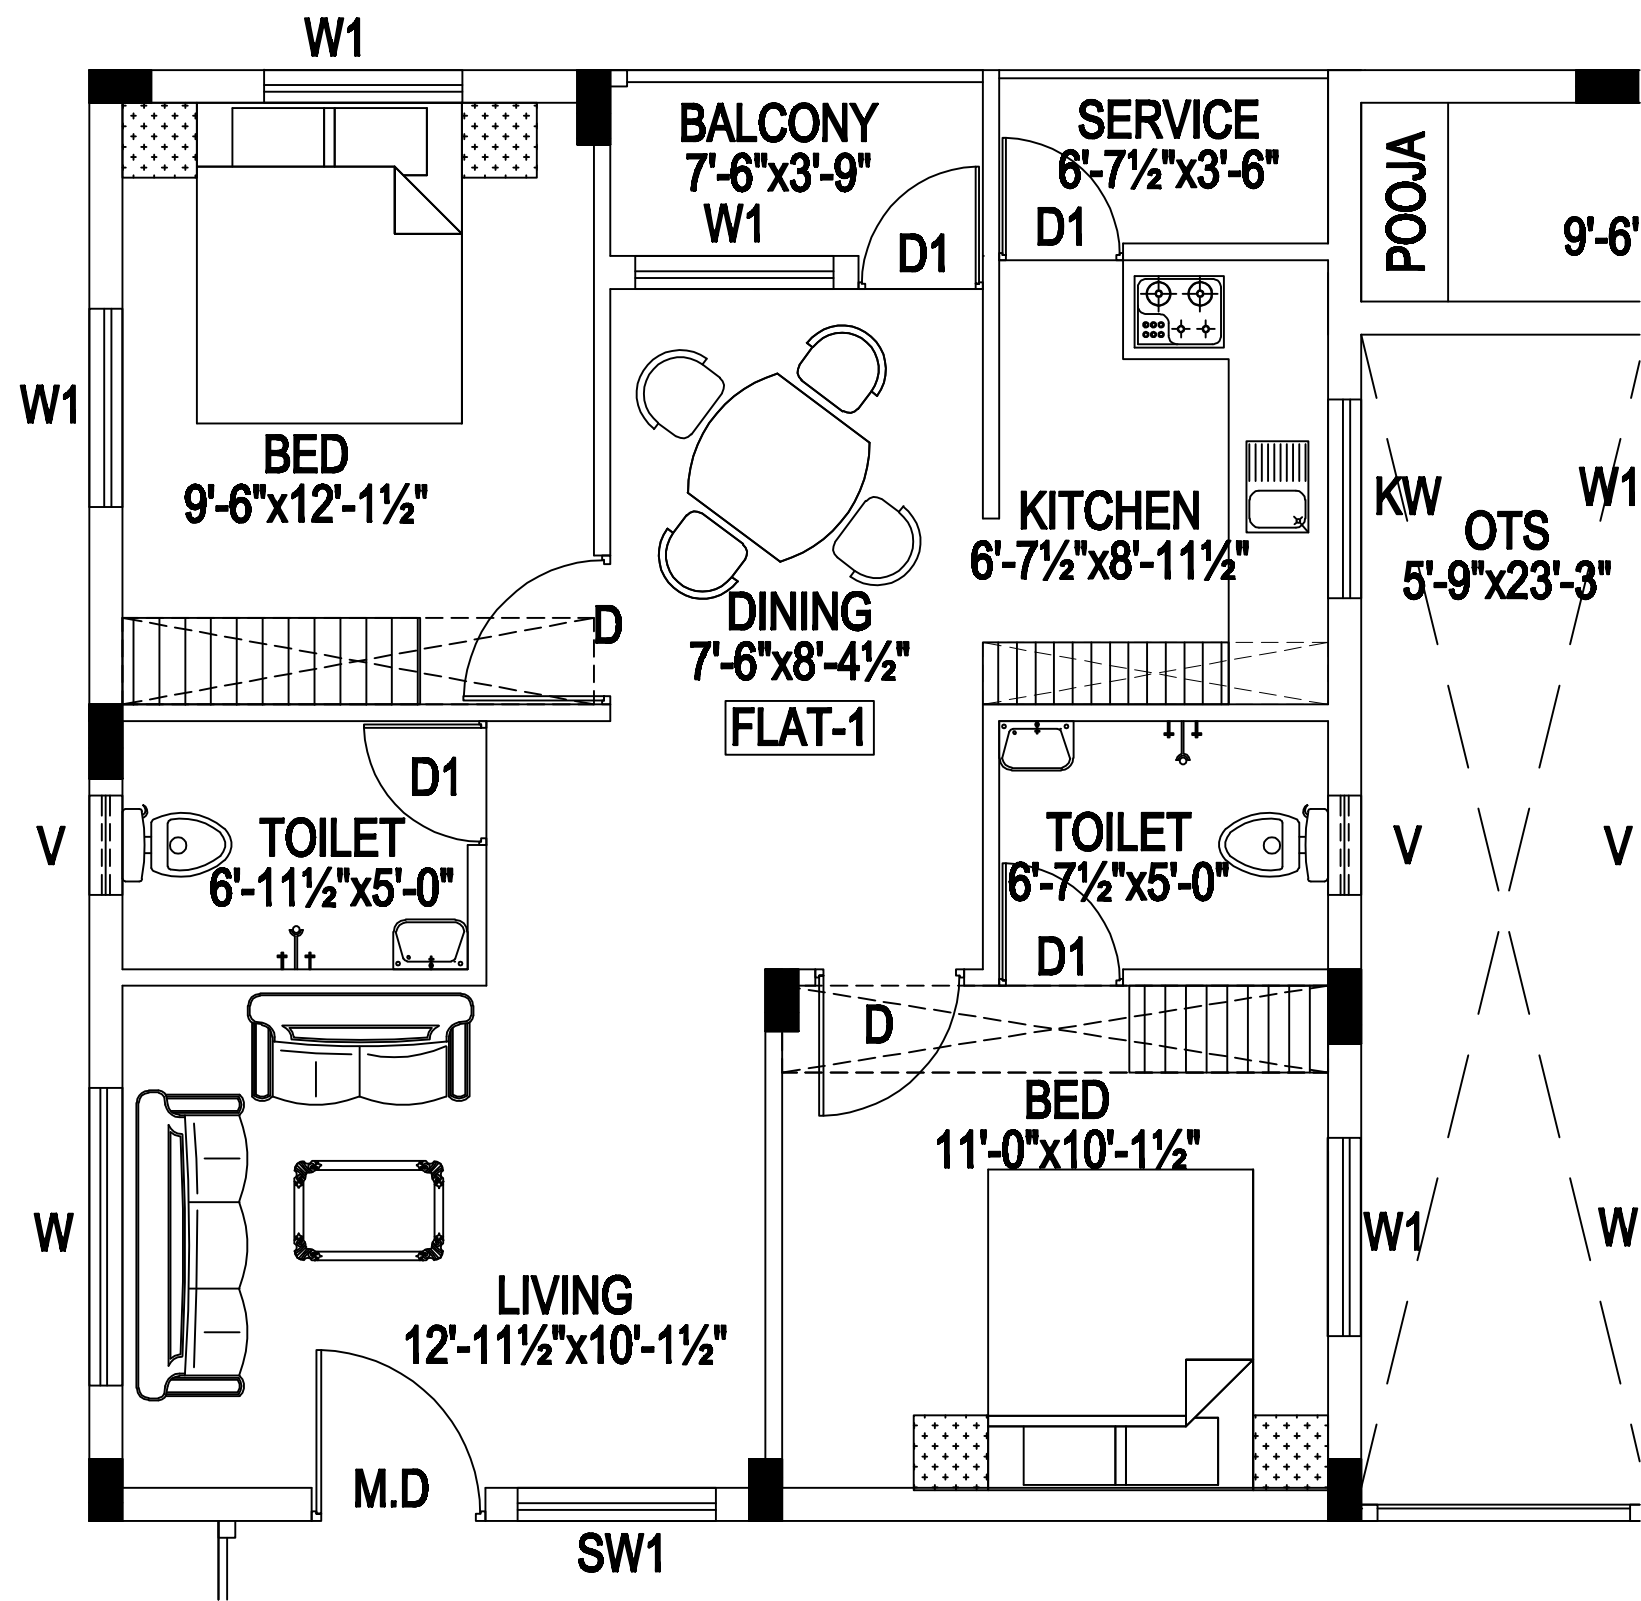 W1
BALCONY
7'-6"x3'-9"
W1
D1
SERVICE
6'-7½"x3'-6"
D1
POOJA
9'-6'
W1
BED
9'-6"x12'-1½"
D
DINING
7'-6"x8'-4½"
FLAT-1
KITCHEN
6'-7½"x8'-11½"
KW
W1
OTS
5'-9"x23'-3"
V
D1
TOILET
6'-11½"x5'-0"
TOILET
6'-7½"x5'-0"
D1
V
V
D
BED
11'-0"x10'-1½"
W
LIVING
12'-11½"x10'-1½"
W1
W
M.D
SW1